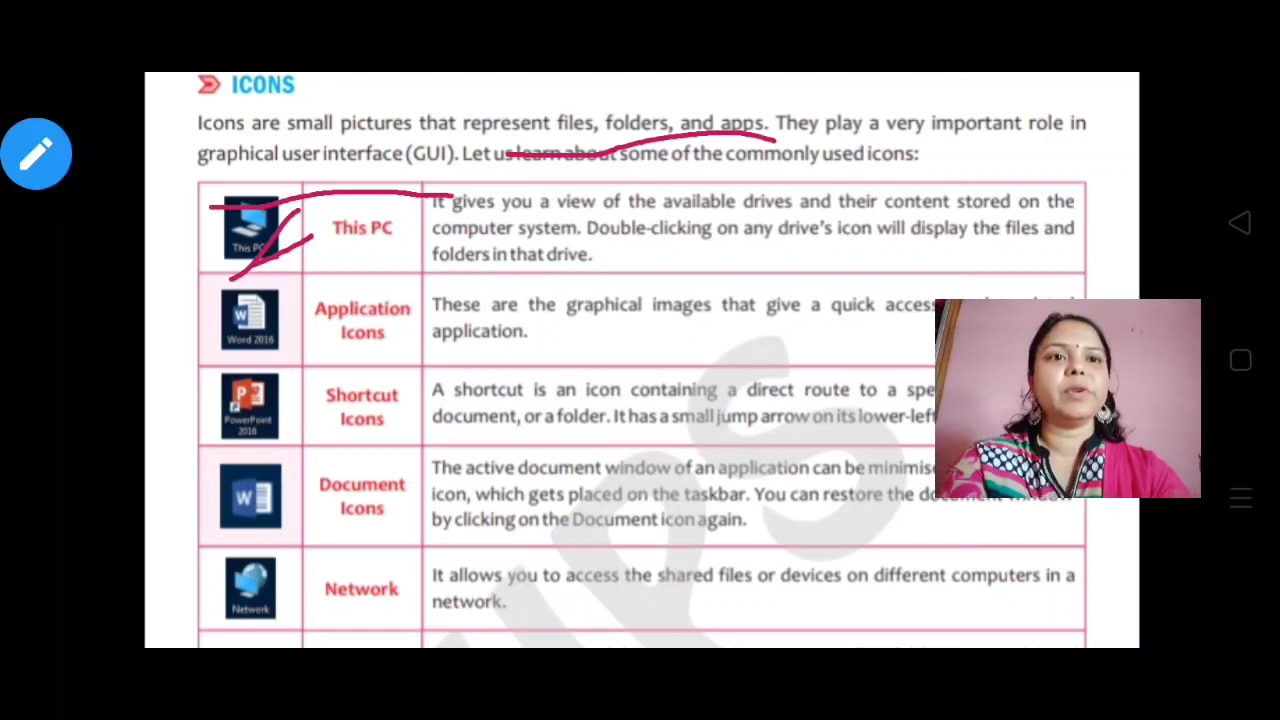 ICONS
Icons are small pictures that represent files, folders, and apps. They play a very important role in
graphical user interface (GUI). Let us learn about some of the commonly used icons:
This PC
This PC
It gives you a view of the available drives and their content stored on the
computer system. Double-clicking on any drive's icon will display the files and
folders in that drive.
Word 2016
Application
Icons
These are the graphical images that give a quick access
application.
PowerPoint
2016
Shortcut
Icons
A shortcut is an icon containing a direct route to a
document, or a folder. It has a small jump arrow on its lower-left
Document
Icons
The active document window of an application can be
icon, which gets placed on the taskbar. You can restore the
by clicking on the Document icon again.
Network
Network
It allows you to access the shared files or devices on different computers in a
network.